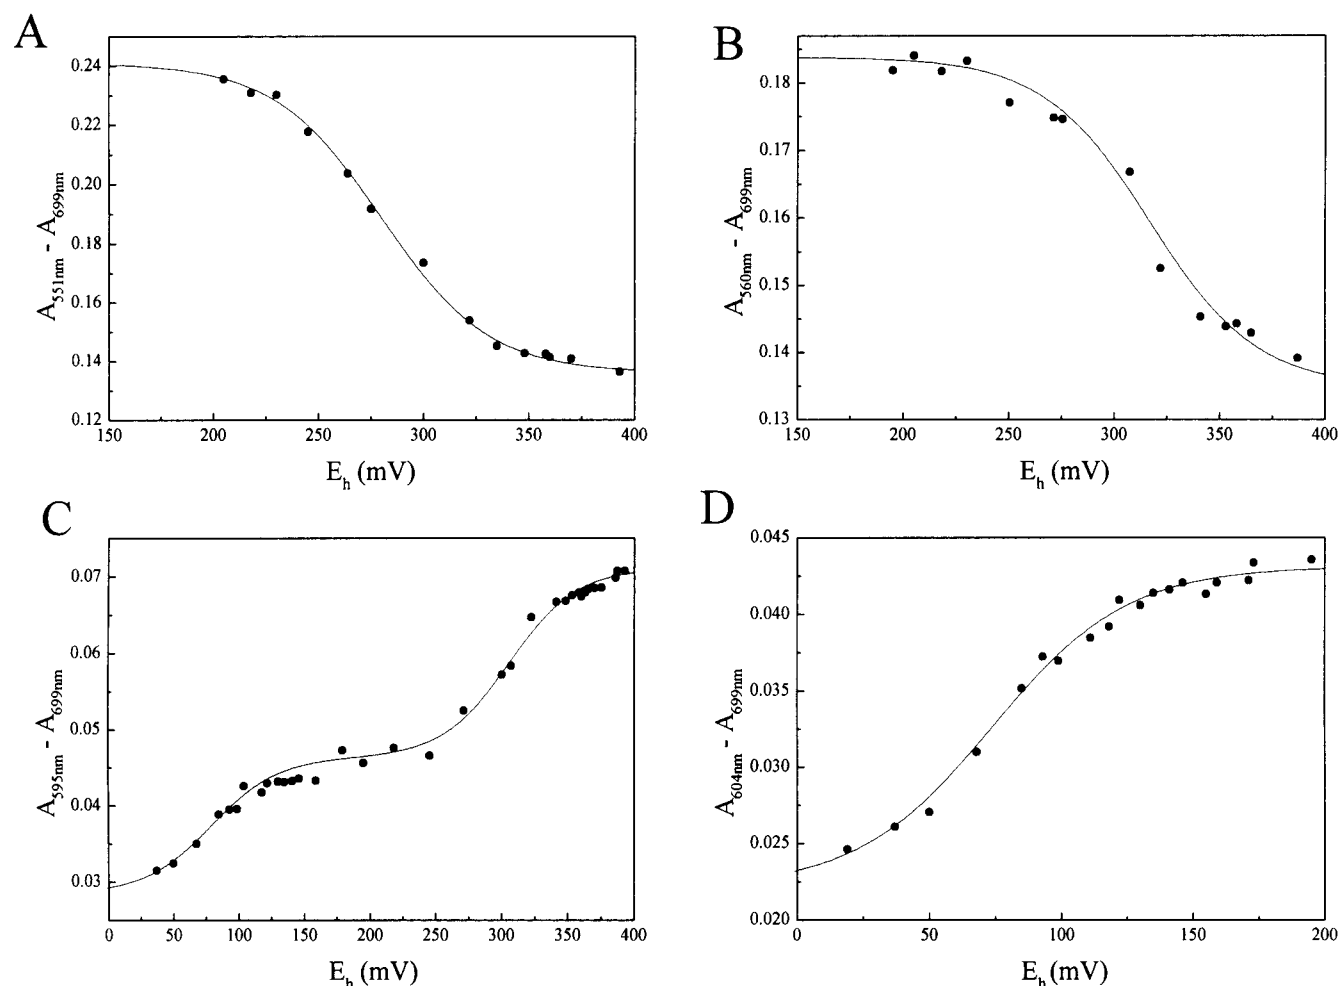 A
B
0.24
0.22
0.20
0.18
0.16
0.14
0.12
A551nm - A699nm
150 200 250 300 350 400
Eh (mV)
0.18
0.17
0.16
0.15
0.14
0.13
A560nm - A699nm
150 200 250 300 350 400
Eh (mV)
C
D
0.07
0.06
0.05
0.04
0.03
A595nm - A699nm
0 50 100 150 200 250 300 350 400
Eh (mV)
0.045
0.040
0.035
0.030
0.025
0.020
A604nm - A699nm
0 50 100 150 200
Eh (mV)